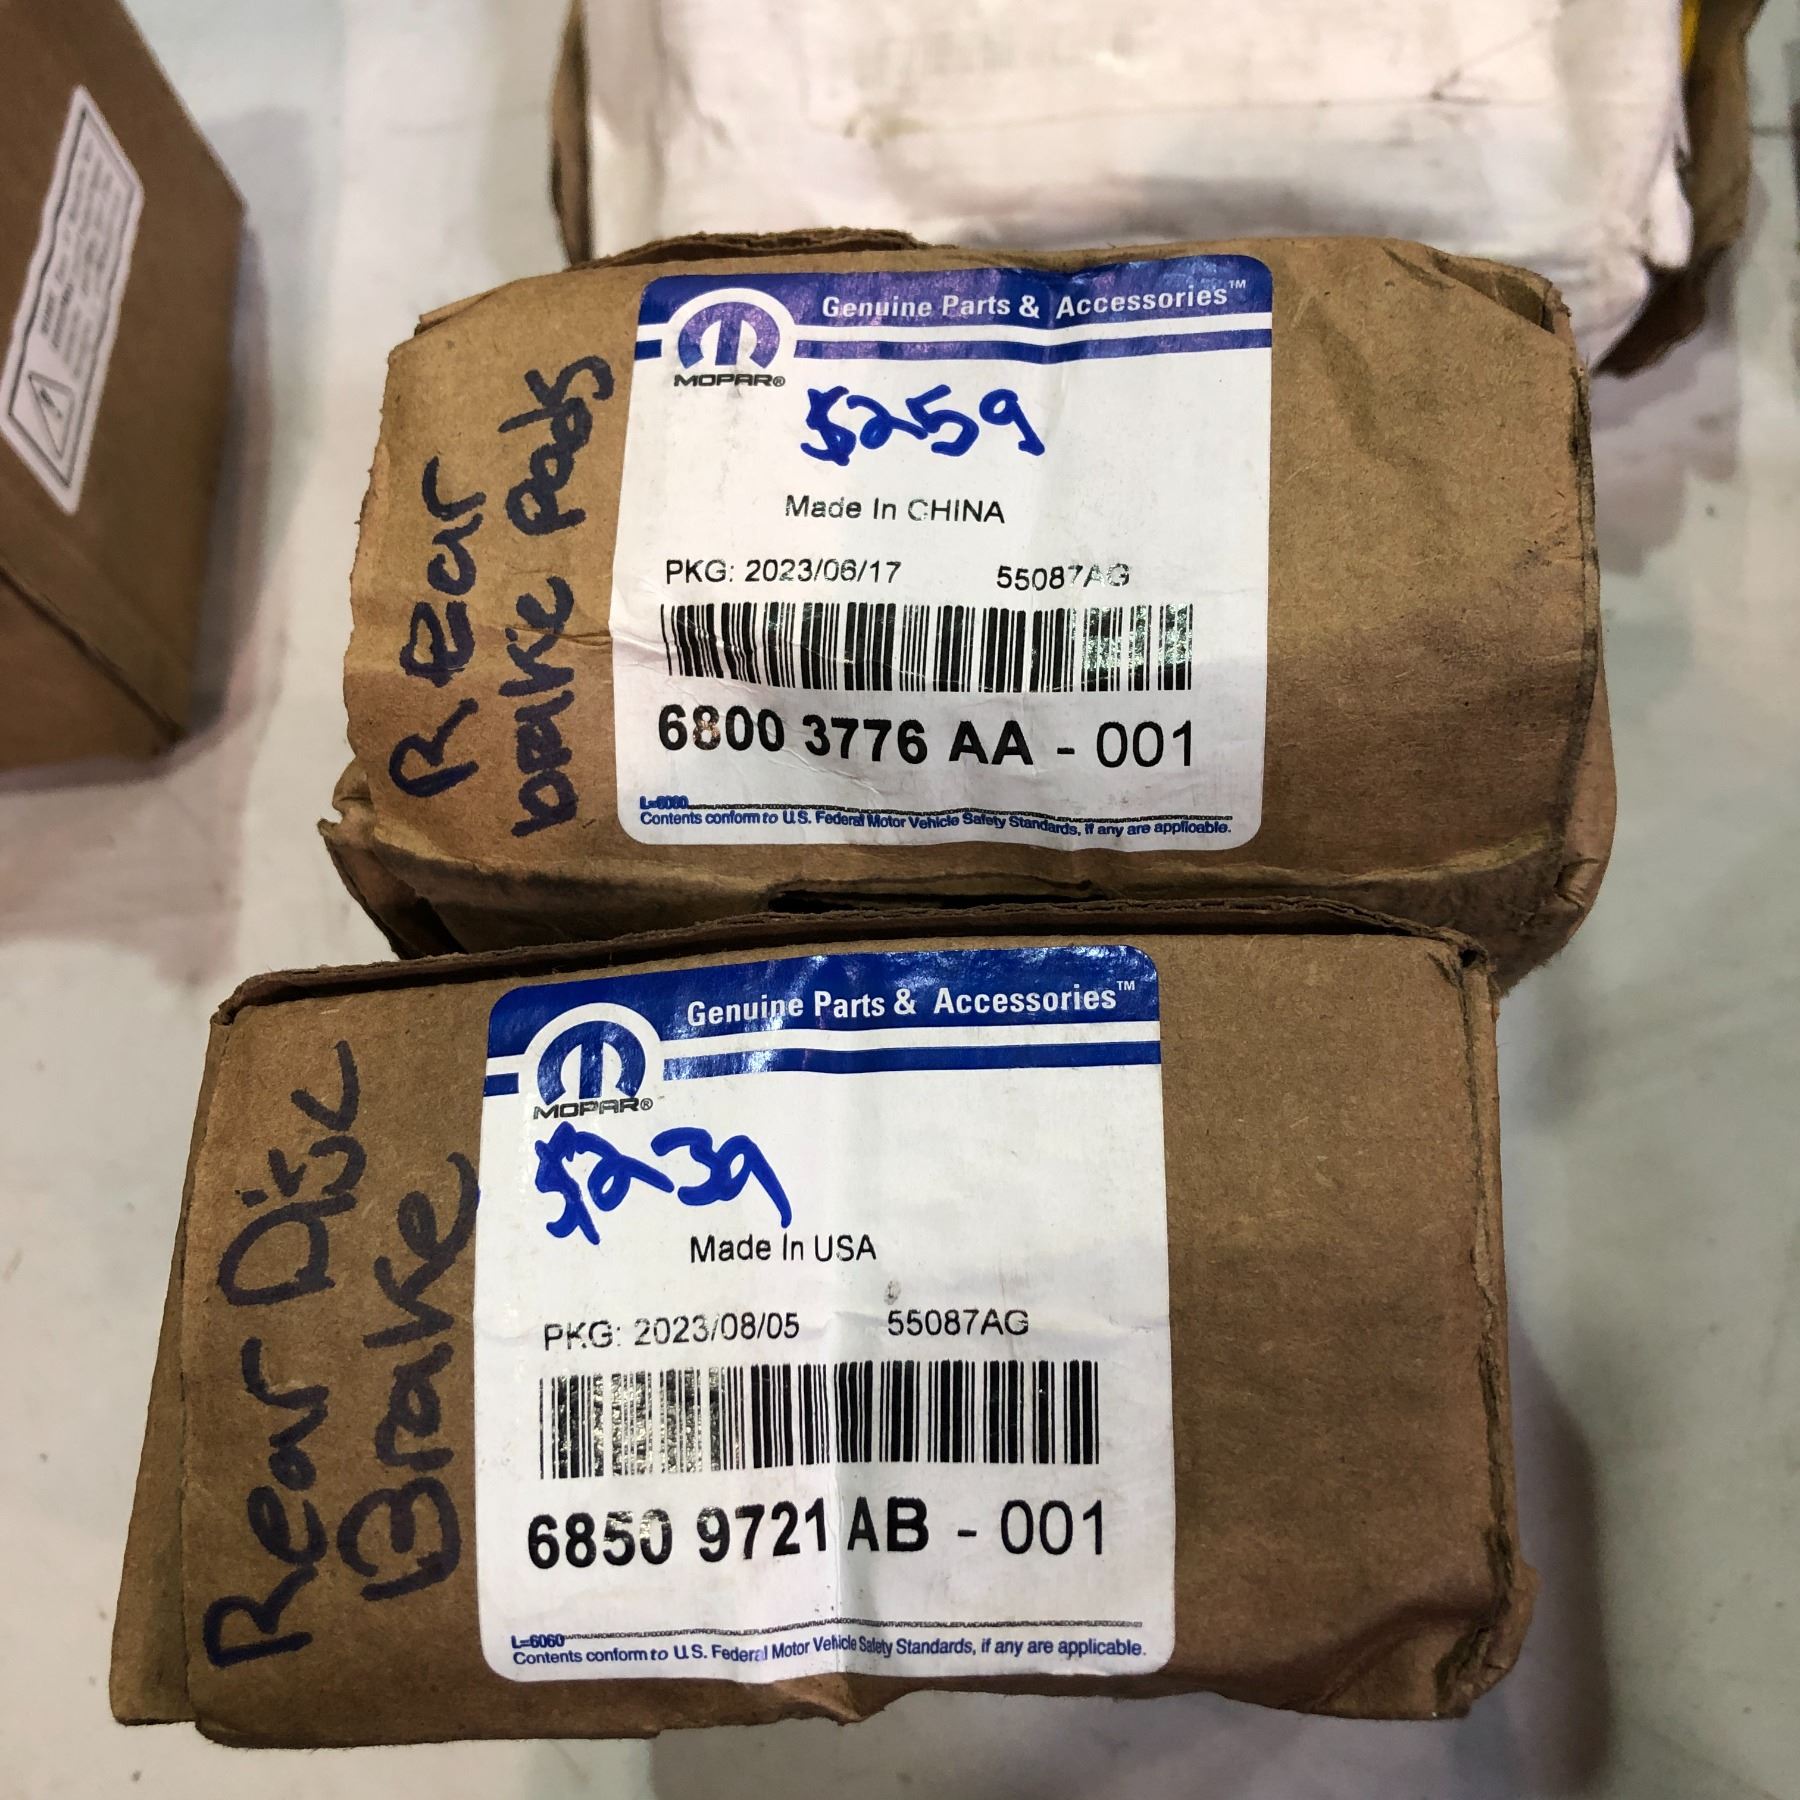 Genuine Parts & Accessories™
MOPAR®
$259
Made In CHINA
PKG: 2023/06/17 55087AG
6800 3776 AA - 001
L=6060
Contents conform to U.S. Federal Motor Vehicle Safety Standards, if any are applicable.
Rear
brake pads
Genuine Parts & Accessories™
MOPAR®
$239
Made In USA
PKG: 2023/08/05 55087AG
6850 9721 AB - 001
L=6060
Contents conform to U.S. Federal Motor Vehicle Safety Standards, if any are applicable.
Rear Disc
Brake